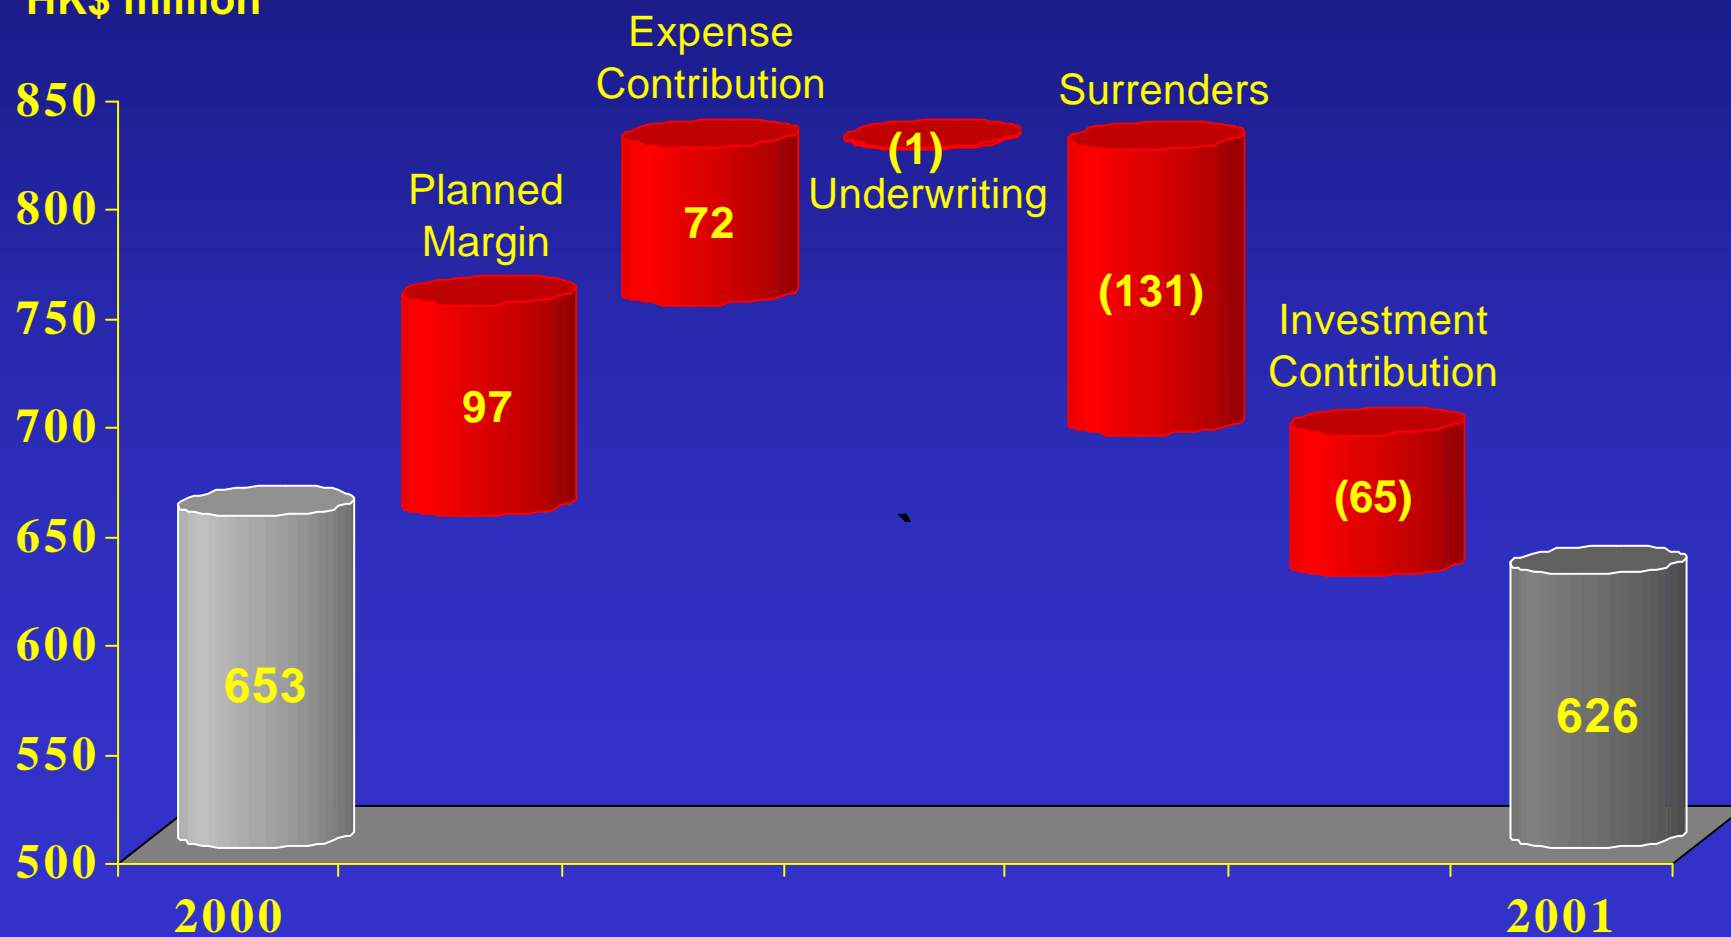 HK$ million
Expense
Contribution
Surrenders
850
(1)
Planned
Margin
Underwriting
800
72
(131)
750
Investment
Contribution
97
700
(65)
650
653
626
600
550
500
2000
2001
`